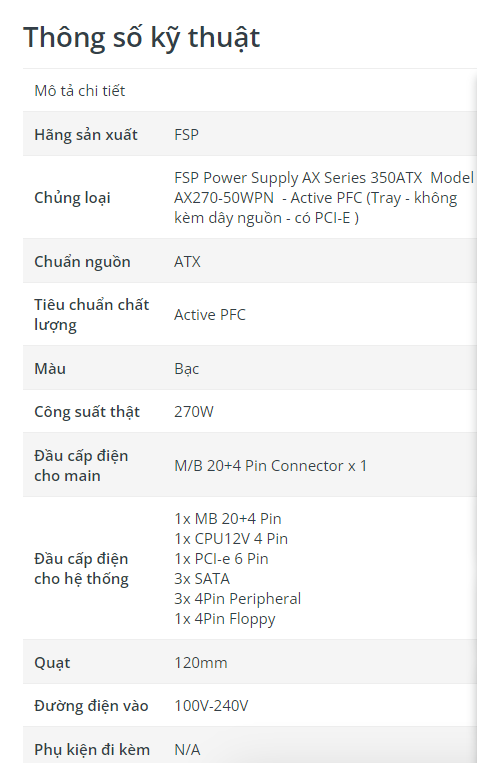 Thông số kỹ thuật
Mô tả chi tiết
Hãng sản xuất FSP
Chủng loại FSP Power Supply AX Series 350ATX Model
AX270-50WPN - Active PFC (Tray - không
kèm dây nguồn - có PCI-E )
Chuẩn nguồn ATX
Tiêu chuẩn chất
lượng Active PFC
Màu Bạc
Công suất thật 270W
Đầu cấp điện
cho main M/B 20+4 Pin Connector x 1
Đầu cấp điện
cho hệ thống 1x MB 20+4 Pin
1x CPU12V 4 Pin
1x PCI-e 6 Pin
3x SATA
3x 4Pin Peripheral
1x 4Pin Floppy
Quạt 120mm
Đường điện vào 100V-240V
Phụ kiện đi kèm N/A